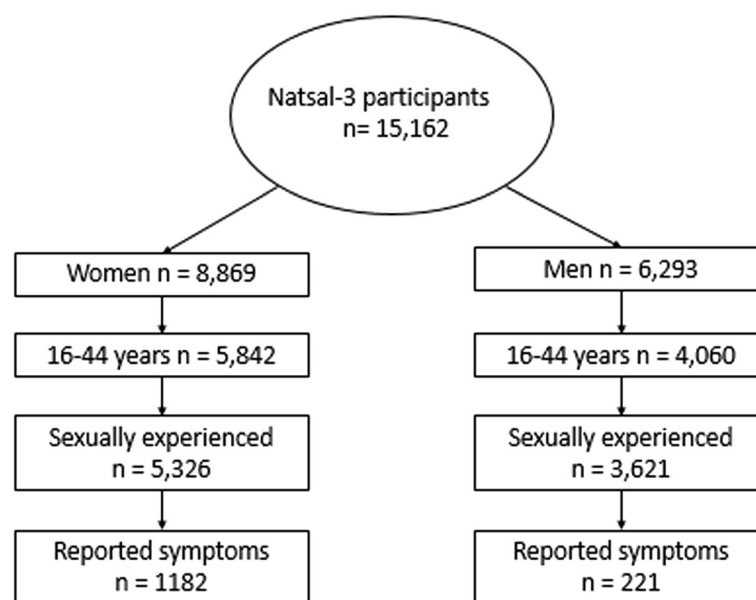 Natsal-3 participants
n= 15,162
Women n = 8,869
Men n = 6,293
16-44 years n = 5,842
16-44 years n = 4,060
Sexually experienced
n = 5,326
Sexually experienced
n = 3,621
Reported symptoms
n = 1182
Reported symptoms
n = 221